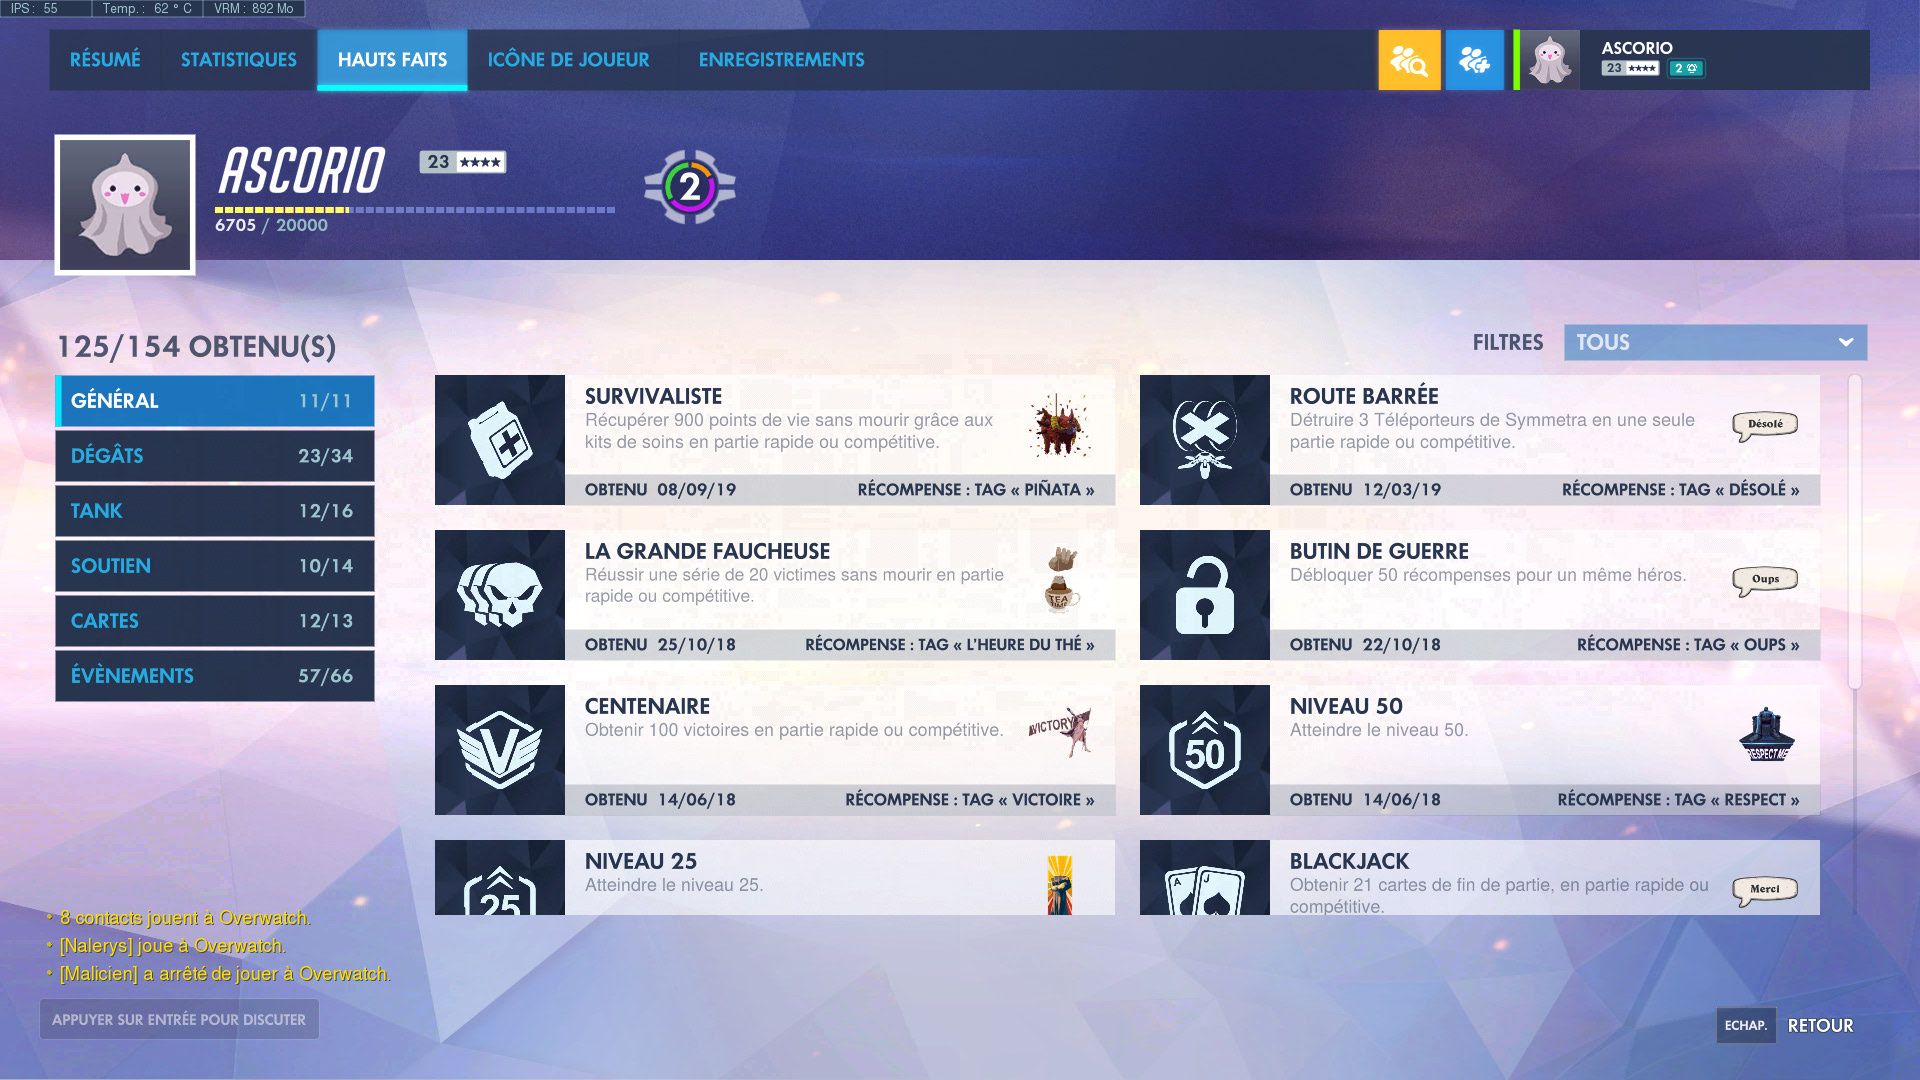 IPS : 55 Temp. : 62 ° C VRM : 892 Mo
RÉSUMÉ STATISTIQUES HAUTS FAITS ICÔNE DE JOUEUR ENREGISTREMENTS
ASCORIO
23 ★★★★ 2
ASCORIO 23 ★★★★
2
6705 / 20000
125/154 OBTENU(S)
FILTRES TOUS
GÉNÉRAL 11/11
DÉGÂTS 23/34
TANK 12/16
SOUTIEN 10/14
CARTES 12/13
ÉVÈNEMENTS 57/66
SURVIVALISTE
Récupérer 900 points de vie sans mourir grâce aux
kits de soins en partie rapide ou compétitive.
OBTENU 08/09/19 RÉCOMPENSE : TAG « PIÑATA »
ROUTE BARRÉE
Détruire 3 Téléporteurs de Symmetra en une seule
partie rapide ou compétitive.
Désolé
OBTENU 12/03/19 RÉCOMPENSE : TAG « DÉSOLÉ »
LA GRANDE FAUCHEUSE
Réussir une série de 20 victimes sans mourir en partie
rapide ou compétitive.
TEA
TIME
OBTENU 25/10/18 RÉCOMPENSE : TAG « L'HEURE DU THÉ »
BUTIN DE GUERRE
Débloquer 50 récompenses pour un même héros.
Oups
OBTENU 22/10/18 RÉCOMPENSE : TAG « OUPS »
CENTENAIRE
Obtenir 100 victoires en partie rapide ou compétitive.
VICTORY
OBTENU 14/06/18 RÉCOMPENSE : TAG « VICTOIRE »
50
NIVEAU 50
Atteindre le niveau 50.
RESPECT ME
OBTENU 14/06/18 RÉCOMPENSE : TAG « RESPECT »
25
NIVEAU 25
Atteindre le niveau 25.
A J
BLACKJACK
Obtenir 21 cartes de fin de partie, en partie rapide ou
compétitive.
Merci
• 8 contacts jouent à Overwatch.
• [Nalerys] joue à Overwatch.
• [Malicien] a arrêté de jouer à Overwatch.
APPUYER SUR ENTRÉE POUR DISCUTER
ECHAP. RETOUR